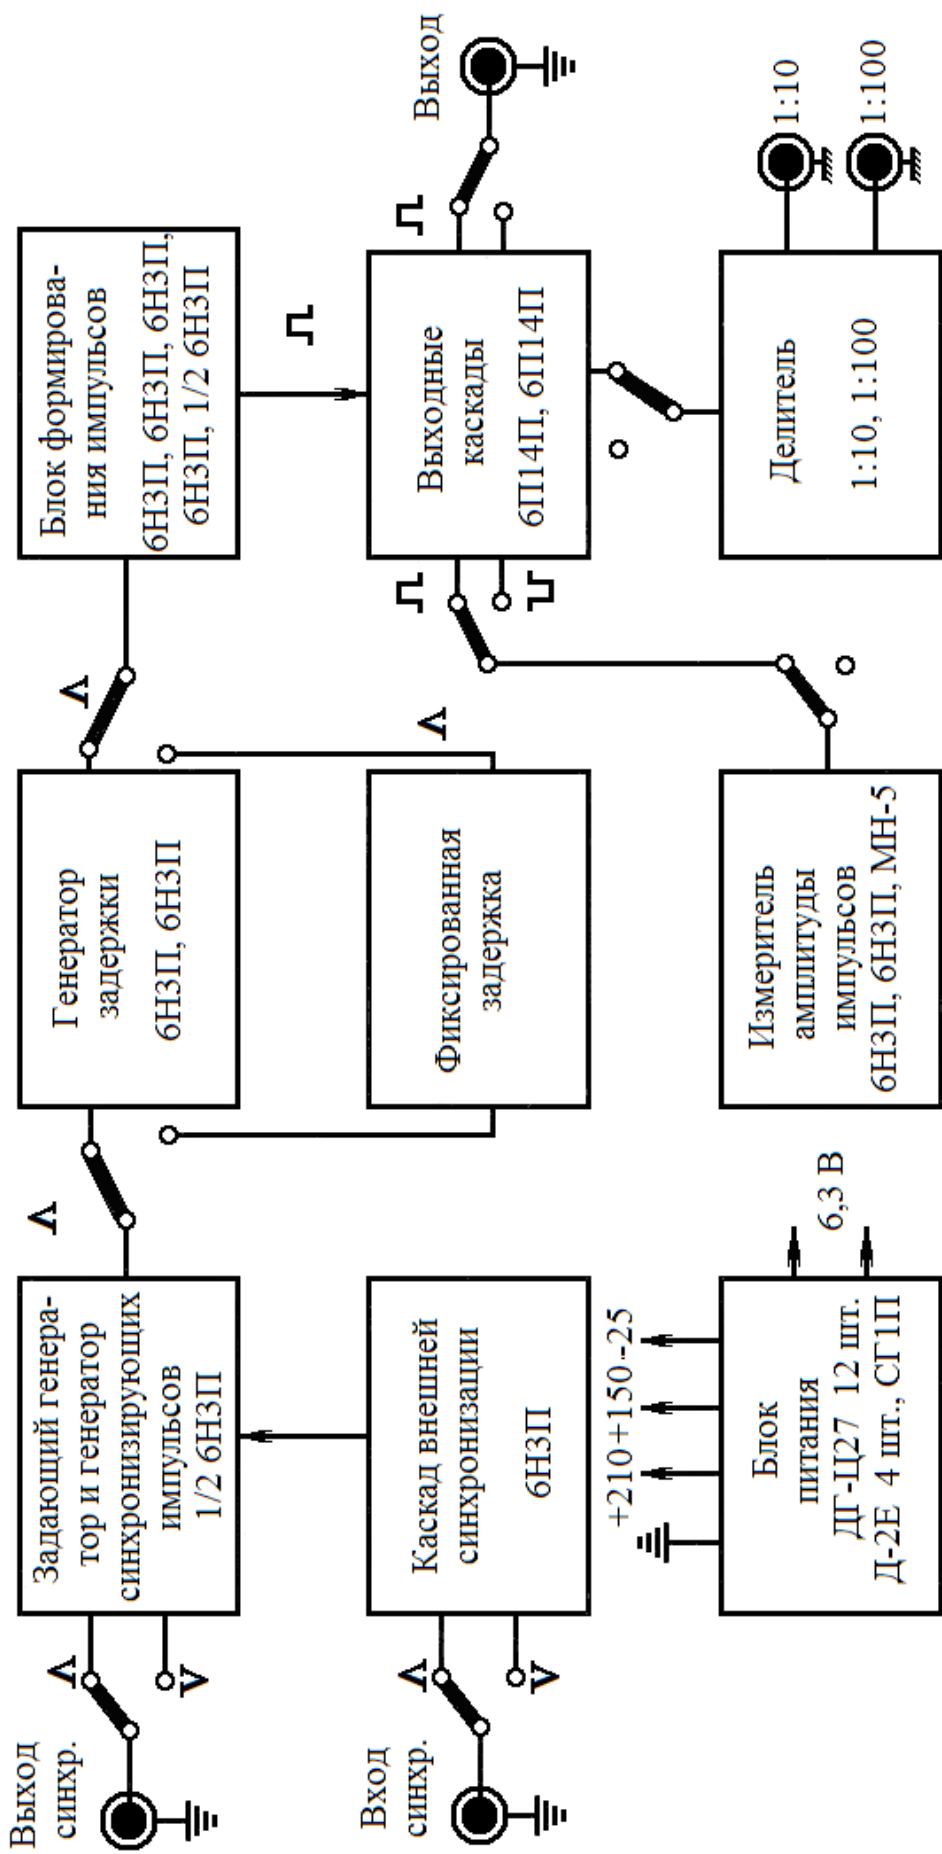 Выход
синхр.
Задающий генера-
тор и генератор
синхронизирующих
импульсов
1/2 6Н3П
Генератор
задержки
6Н3П, 6Н3П
Блок формирова-
ния импульсов
6Н3П, 6Н3П, 6Н3П,
6Н3П, 1/2 6Н3П
Вход
синхр.
Каскад внешней
синхронизации
6Н3П
Фиксированная
задержка
Выходные
каскады
6П14П, 6П14П
Выход
+210+150-25
Блок
питания
ДГ-Ц27 12 шт.
Д-2Е 4 шт., СГ1П
6,3 В
Измеритель
амплитуды
импульсов
6Н3П, 6Н3П, МН-5
Делитель
1:10, 1:100
1:10
1:100